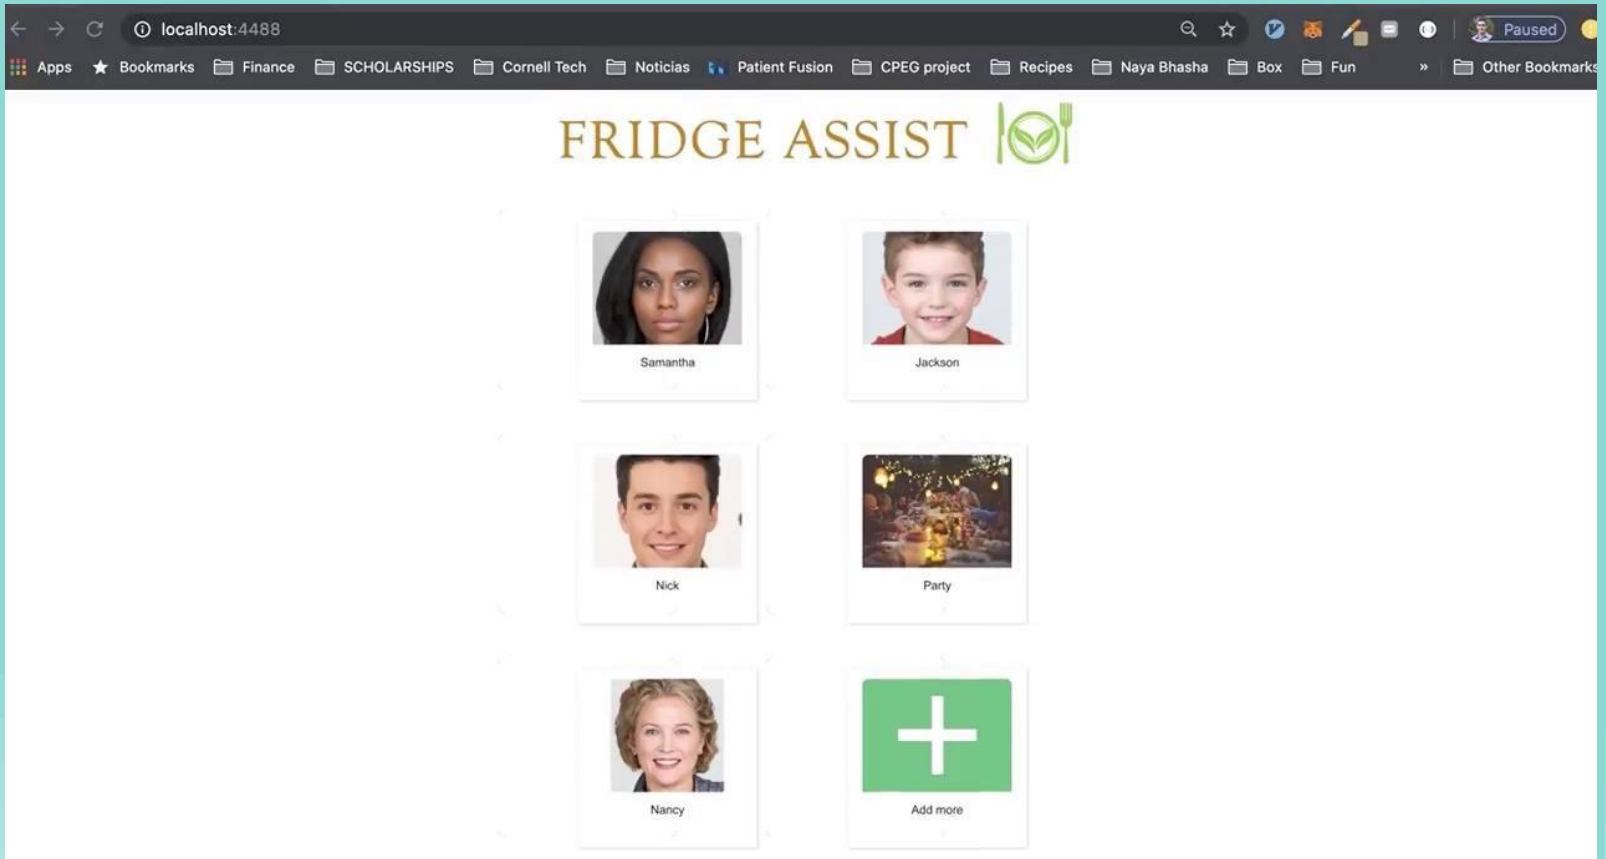 localhost:4488
Paused
Apps Bookmarks Finance SCHOLARSHIPS Cornell Tech Noticias Patient Fusion CPEG project Recipes Naya Bhasha Box Fun » Other Bookmarks
FRIDGE ASSIST
Samantha Jackson
Nick Party
Nancy Add more